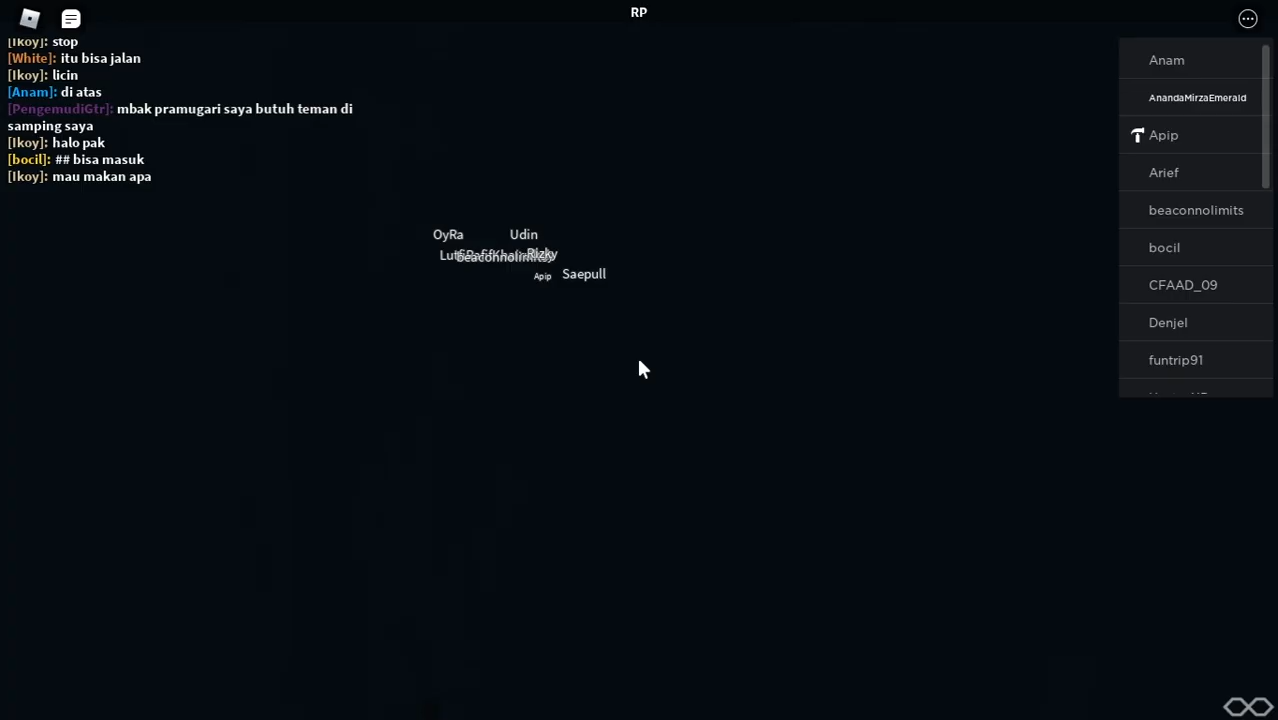 RP
[Ikoy]: stop
[White]: itu bisa jalan
[Ikoy]: licin
[Anam]: di atas
[PengemudiGtr]: mbak pramugari saya butuh teman di
samping saya
[Ikoy]: halo pak
[bocil]: ## bisa masuk
[Ikoy]: mau makan apa
OyRa
Udin
Rizky
beaconnolimits
Apip
Saepull
Anam
AnandaMirzaEmerald
Apip
Arief
beaconnolimits
bocil
CFAAD_09
Denjel
funtrip91